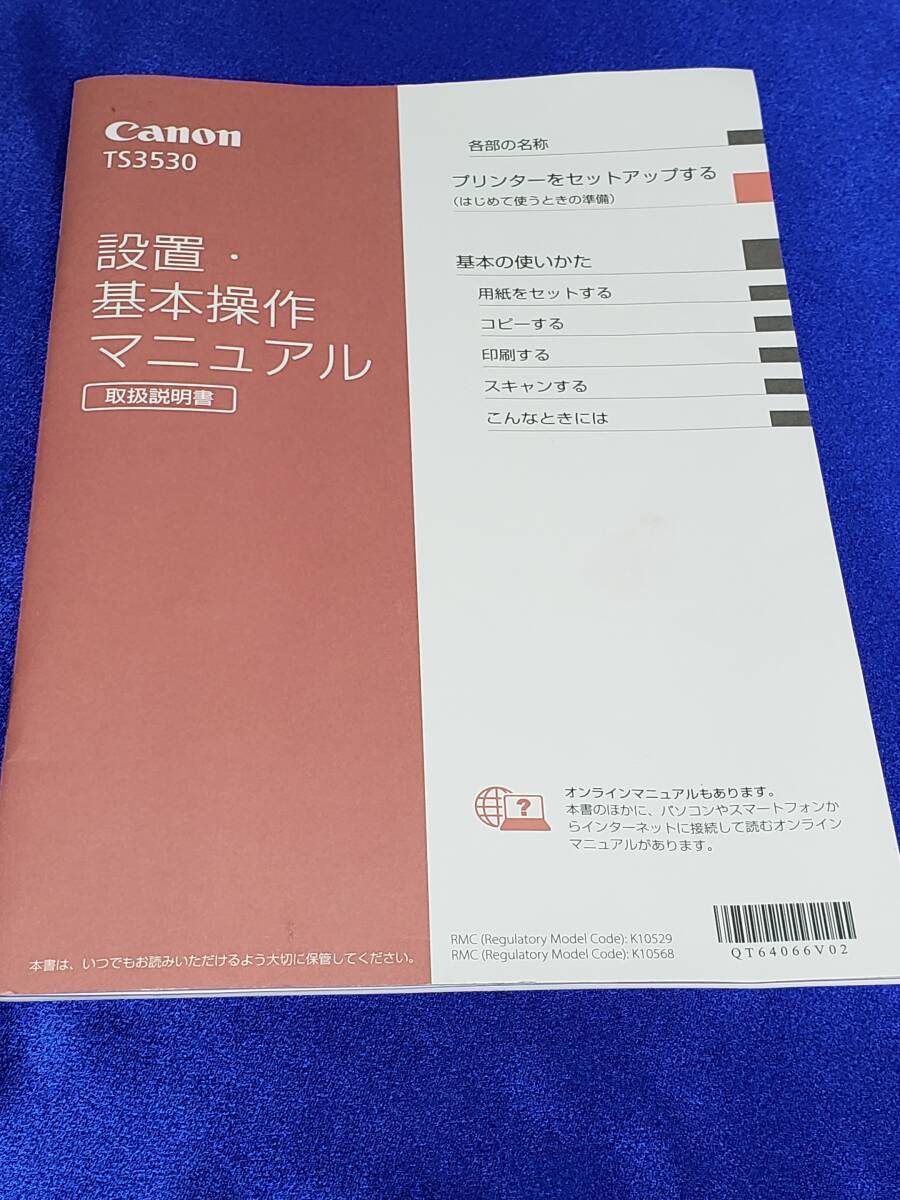 Canon
TS3530
設置・
基本操作
マニュアル
取扱説明書
本書は、いつでもお読みいただけるよう大切に保管してください。
各部の名称
プリンターをセットアップする
(はじめて使うときの準備)
基本の使いかた
用紙をセットする
コピーする
印刷する
スキャンする
こんなときには
?
オンラインマニュアルもあります。
本書のほかに、パソコンやスマートフォンか
らインターネットに接続して読むオンライン
マニュアルがあります。
RMC (Regulatory Model Code): K10529
RMC (Regulatory Model Code): K10568
QT64066V02